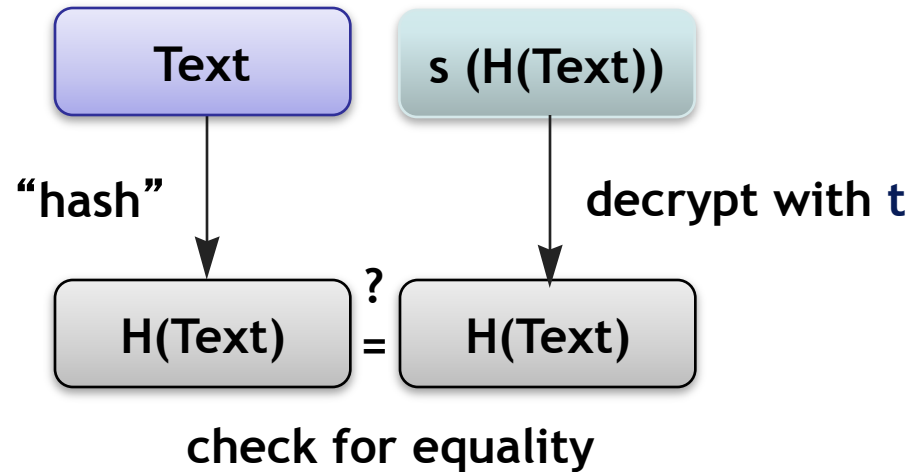 Text
s (H(Text))
“hash”
decrypt with t
H(Text)
?
=
H(Text)
check for equality